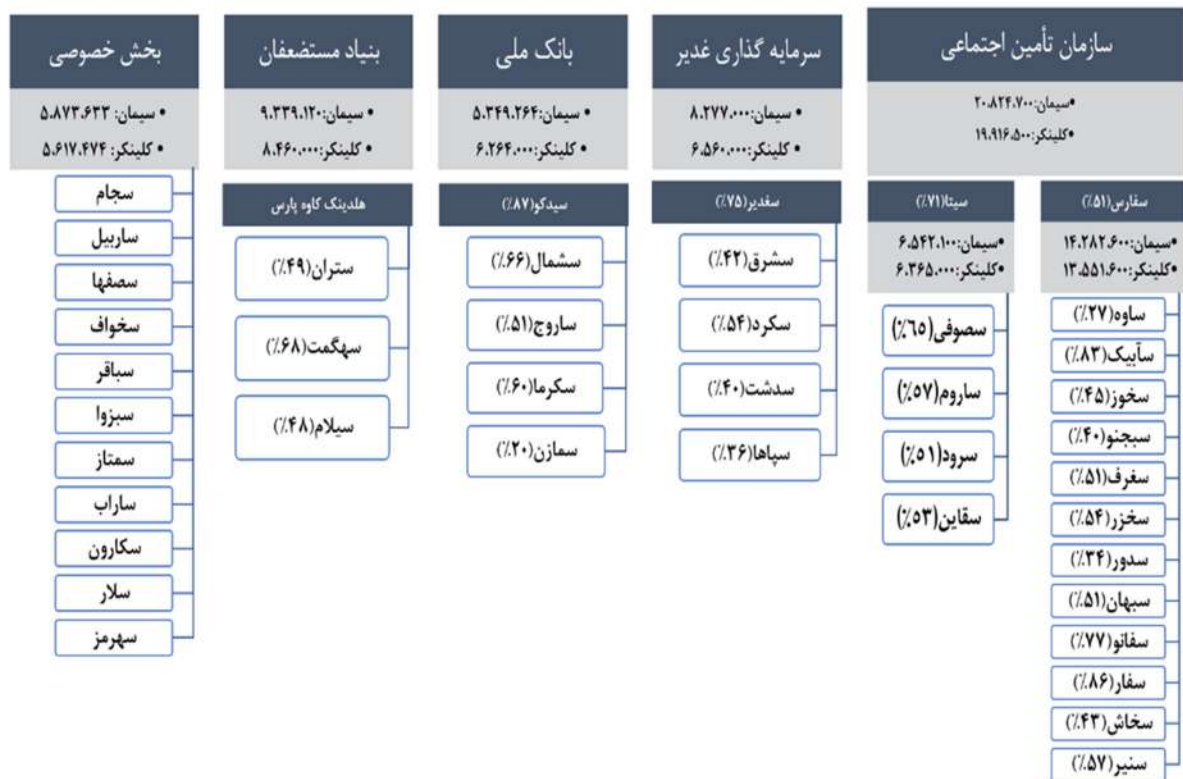 سازمان تأمین اجتماعی
•سیمان:۲۰،۸۲۴،۷۰۰
•کلینکر:۱۹،۹۱۶،۵۰۰
سفارس(۵۱٪)
•سیمان:۱۴،۲۸۲،۶۰۰
•کلینکر:۱۳،۵۵۱،۶۰۰
ساوه(۲۷٪)
سآبیک(۸۳٪)
سخوز(۴۵٪)
سبجنو(۴۰٪)
سغرف(۵۱٪)
سخزر(۵۴٪)
سدور(۳۴٪)
سبهان(۵۱٪)
سفانو(۷۷٪)
سفار(۸۶٪)
سخاش(۴۳٪)
سنیر(۵۷٪)
سیتا(۷۱٪)
•سیمان:۶،۵۴۲،۱۰۰
•کلینکر:۶،۳۶۵،۰۰۰
سصوفی(٦٥٪)
ساروم(٥٧٪)
سرود(٥١٪)
سقاین(٥٣٪)
سرمایه گذاری غدیر
• سیمان:۸،۲۷۷،۰۰۰
• کلینکر:۶،۵۶۰،۰۰۰
سغدیر(۷۵٪)
سشرق(۴۲٪)
سکرد(۵۴٪)
سدشت(۴۰٪)
سپاها(۳۶٪)
بانک ملی
• سیمان:۵،۳۴۹،۲۶۴
• کلینکر:۶،۲۶۴،۰۰۰
سیدکو(۸۷٪)
سشمال(۶۶٪)
ساروج(۵۱٪)
سکرما(۶۰٪)
سمازن(۲۰٪)
بنیاد مستضعفان
• سیمان:۹،۳۳۹،۱۲۰
• کلینکر:۸،۴۶۰،۰۰۰
هلدینک کاوه پارس
ستران(۴۹٪)
سهگمت(۶۸٪)
سیلام(۴۸٪)
بخش خصوصی
• سیمان: ۵،۸۷۳،۶۳۳
• کلینکر: ۵،۶۱۷،۴۷۴
سجام
ساربیل
سصفها
سخواف
سباقر
سبزوا
سمتاز
ساراب
سکارون
سلار
سهرمز